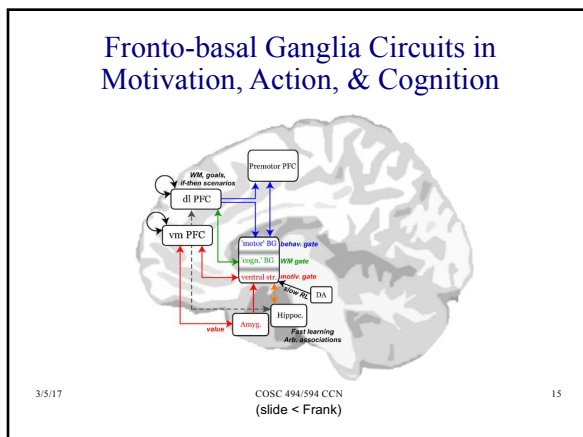 Fronto-basal Ganglia Circuits in
Motivation, Action, & Cognition
WM, goals,
if-then scenarios
Premotor PFC
dl PFC
vm PFC
'motor' BG
behav. gate
'cogn.' BG
WM gate
ventral str.
motiv. gate
slow RL
DA
Hippoc.
Amyg.
value
Fast learning
Arb. associations
3/5/17
COSC 494/594 CCN
15
(slide < Frank)